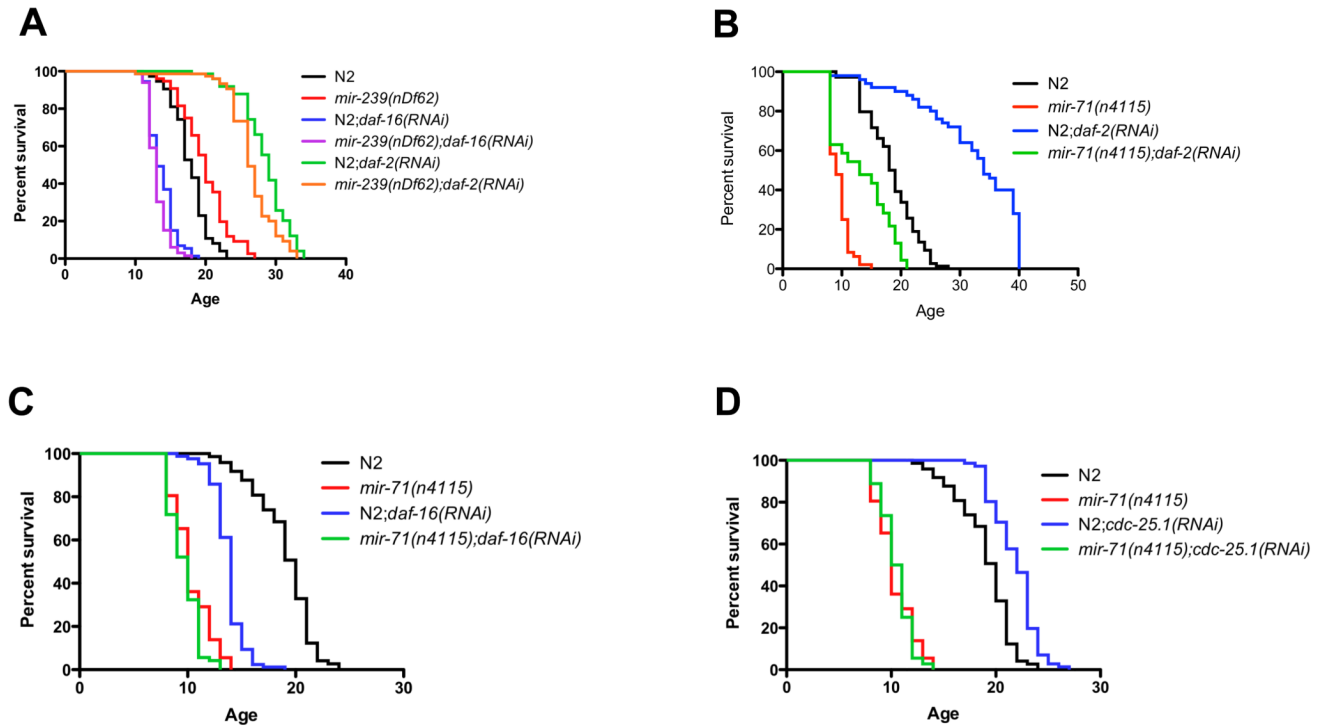 A
Percent survival
100
80
60
40
20
0
0 10 20 30 40
Age
N2
mir-239(nDf62)
N2;daf-16(RNAi)
mir-239(nDf62);daf-16(RNAi)
N2;daf-2(RNAi)
mir-239(nDf62);daf-2(RNAi)
B
Percent survival
100
80
60
40
20
0
0 10 20 30 40 50
Age
N2
mir-71(n4115)
N2;daf-2(RNAi)
mir-71(n4115);daf-2(RNAi)
C
Percent survival
100
80
60
40
20
0
0 10 20 30
Age
N2
mir-71(n4115)
N2;daf-16(RNAi)
mir-71(n4115);daf-16(RNAi)
D
Percent survival
100
80
60
40
20
0
0 10 20 30
Age
N2
mir-71(n4115)
N2;cdc-25.1(RNAi)
mir-71(n4115);cdc-25.1(RNAi)